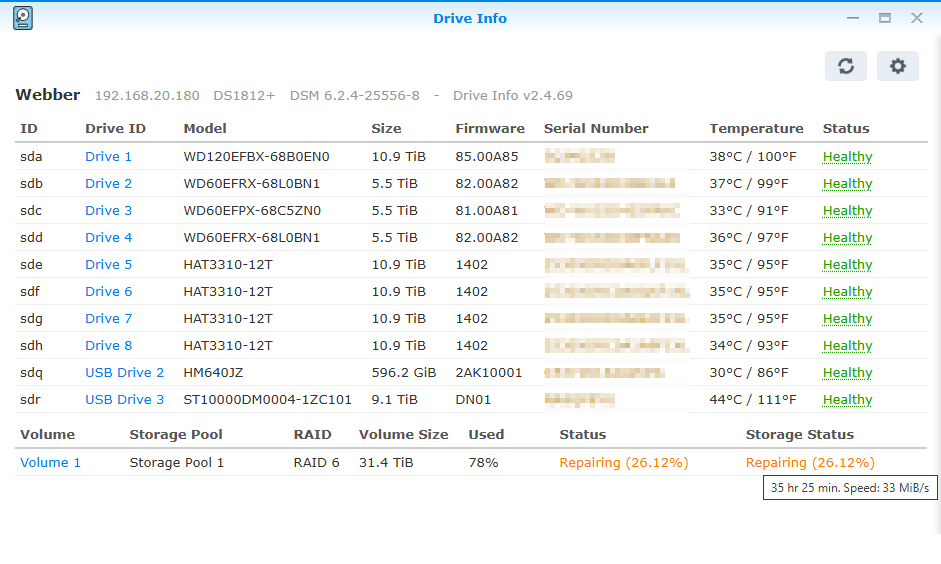 Drive Info
Webber 192.168.20.180 DS1812+ DSM 6.2.4-25556-8 - Drive Info v2.4.69
ID Drive ID Model Size Firmware Serial Number Temperature Status
sda Drive 1 WD120EFBX-68B0EN0 10.9 TiB 85.00A85 38°C / 100°F Healthy
sdb Drive 2 WD60EFRX-68L0BN1 5.5 TiB 82.00A82 37°C / 99°F Healthy
sdc Drive 3 WD60EFPX-68C5ZN0 5.5 TiB 81.00A81 33°C / 91°F Healthy
sdd Drive 4 WD60EFRX-68L0BN1 5.5 TiB 82.00A82 36°C / 97°F Healthy
sde Drive 5 HAT3310-12T 10.9 TiB 1402 35°C / 95°F Healthy
sdf Drive 6 HAT3310-12T 10.9 TiB 1402 35°C / 95°F Healthy
sdg Drive 7 HAT3310-12T 10.9 TiB 1402 35°C / 95°F Healthy
sdh Drive 8 HAT3310-12T 10.9 TiB 1402 34°C / 93°F Healthy
sdq USB Drive 2 HM640JZ 596.2 GiB 2AK10001 30°C / 86°F Healthy
sdr USB Drive 3 ST10000DM0004-1ZC101 9.1 TiB DN01 44°C / 111°F Healthy
Volume Storage Pool RAID Volume Size Used Status Storage Status
Volume 1 Storage Pool 1 RAID 6 31.4 TiB 78% Repairing (26.12%) Repairing (26.12%)
35 hr 25 min. Speed: 33 MiB/s